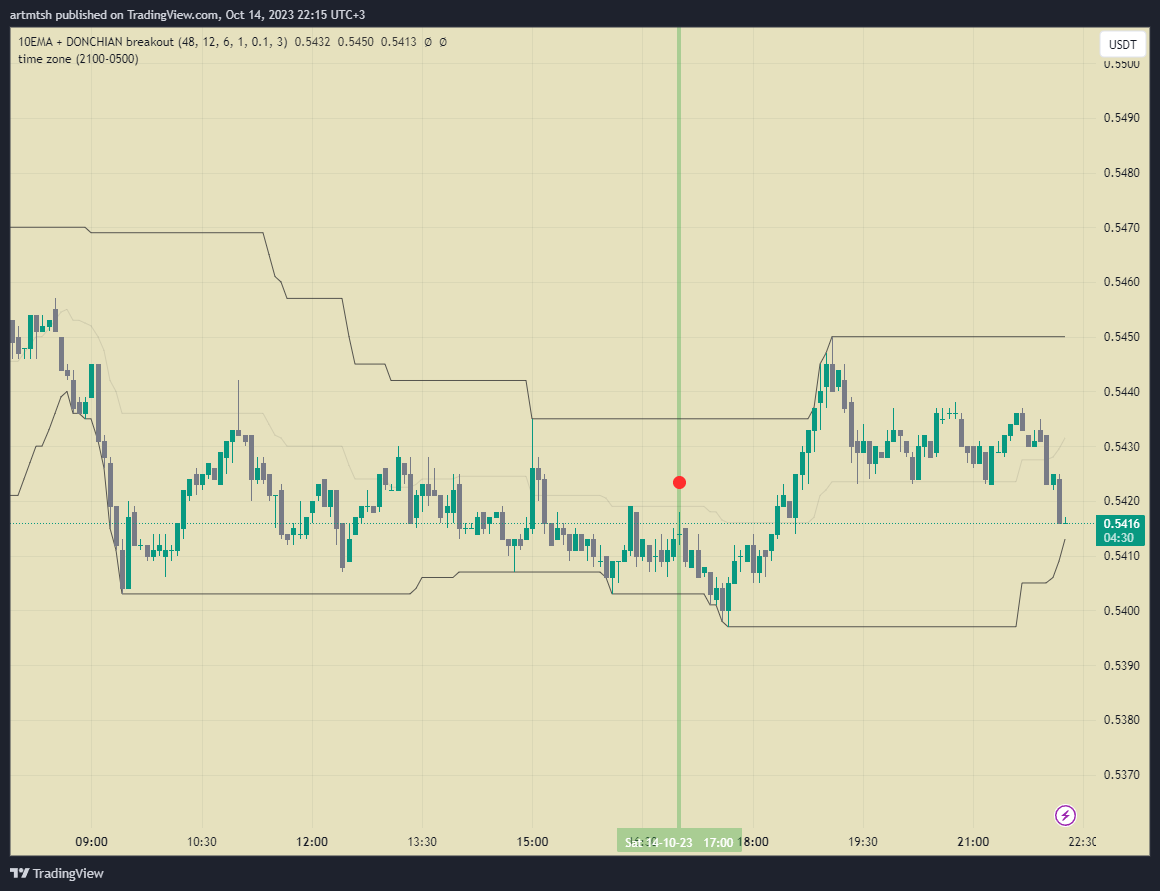 artmtsh published on TradingView.com, Oct 14, 2023 22:15 UTC+3
10EMA + DONCHIAN breakout (48, 12, 6, 1, 0.1, 3) 0.5432 0.5450 0.5413 Ø Ø
time zone (2100-0500)
USDT
0.5500
0.5490
0.5480
0.5470
0.5460
0.5450
0.5440
0.5430
0.5420
0.5416
04:30
0.5410
0.5400
0.5390
0.5380
0.5370
09:00 10:30 12:00 13:30 15:00 16:30 Sat 14-10-23 17:00 18:00 19:30 21:00 22:30
TradingView